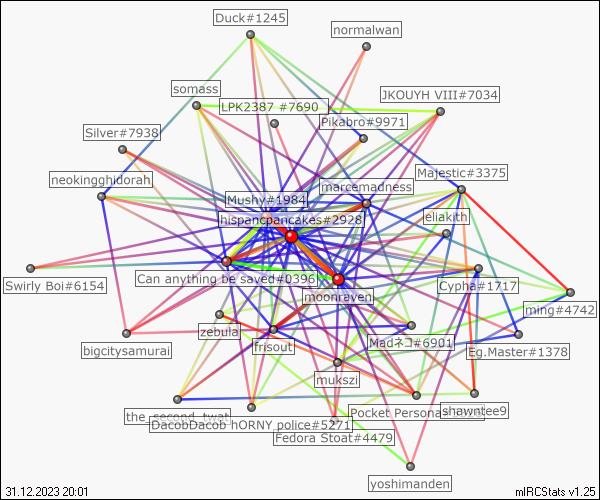 Duck#1245
normalwan
somass
JKOUYH VIII#7034
LPK2387 #7690
Pikabro#9971
Silver#7938
Majestic#3375
neokingghidorah
marcemadness
Mushy#1984
hispancpancakes#2928
eliakith
Can anything be saved#0396
Swirly Boi#6154
Cypha#1717
moonraven
ming#4742
zebula
Madネコ#6901
frisout
bigcitysamurai
Eg.Master#1378
mukszi
the_second_twat
Pocket Persona
shawntee9
DacobDacob hORNY police#5271
Fedora Stoat#4479
yoshimanden
31.12.2023 20:01
mIRCStats v1.25